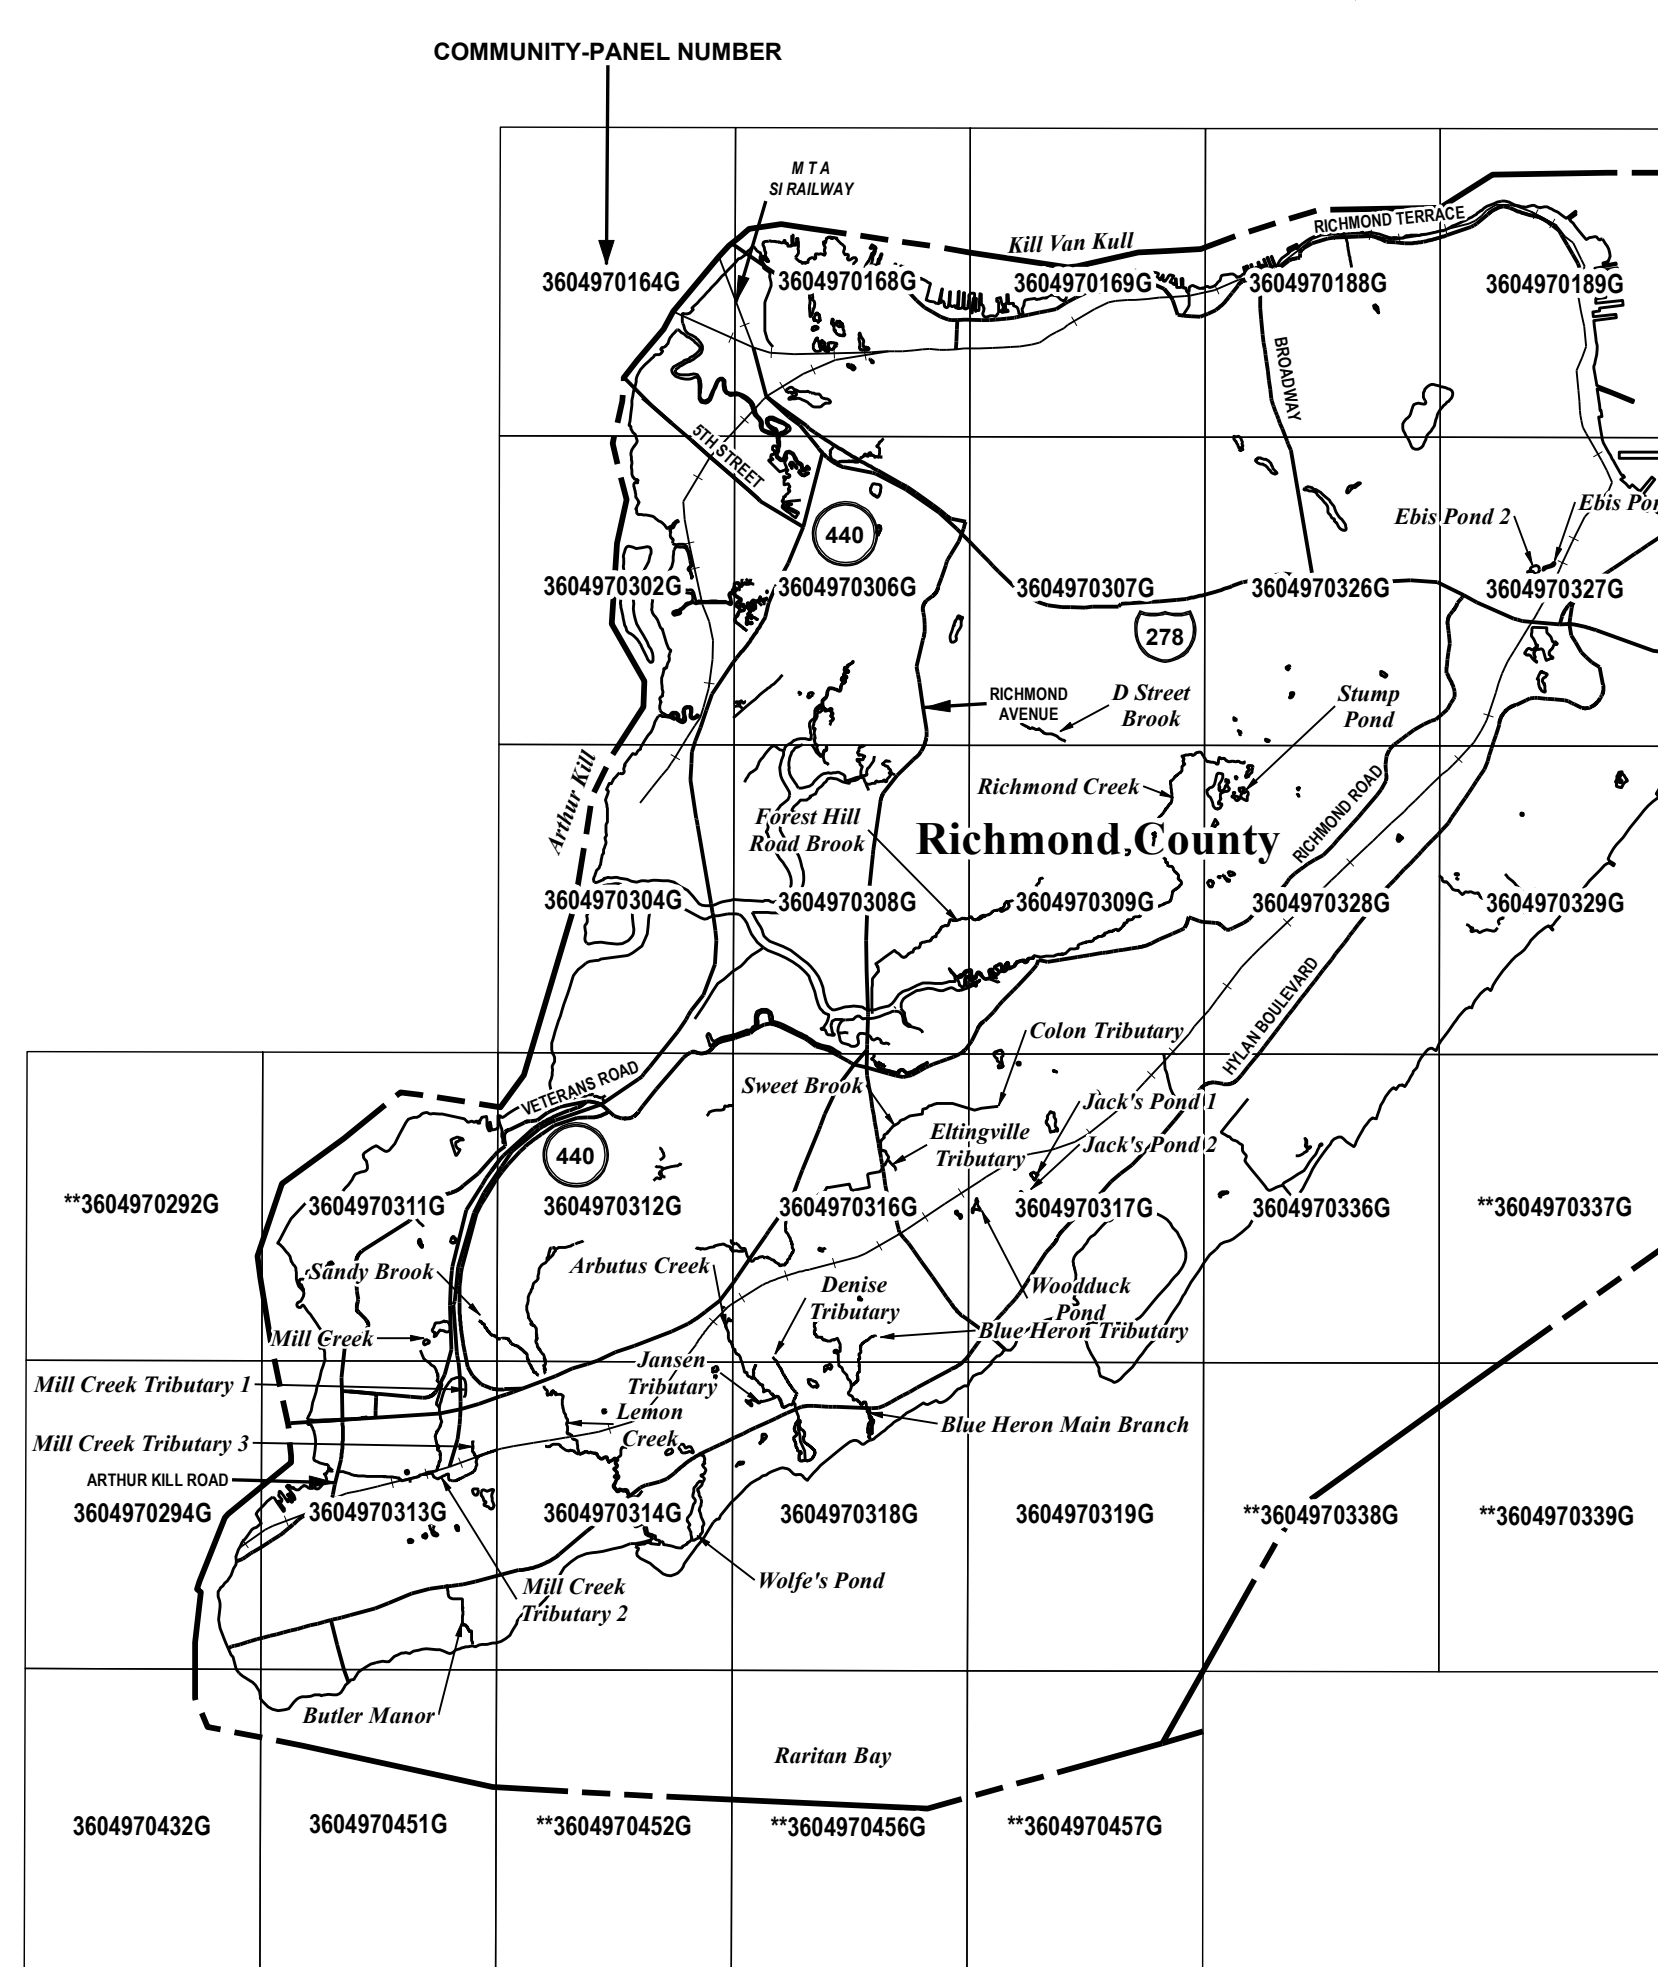 COMMUNITY-PANEL NUMBER
M T A
SI RAILWAY
RICHMOND TERRACE
Kill Van Kull
3604970164G
3604970168G
3604970169G
3604970188G
3604970189G
BROADWAY
5TH STREET
440
Ebis Pond 2
3604970302G
3604970306G
3604970307G
3604970326G
3604970327G
278
RICHMOND
AVENUE
D Street
Brook
Stump
Pond
Arthur Kill
Richmond Creek
RICHMOND ROAD
Forest Hill
Road Brook
Richmond County
3604970304G
3604970308G
3604970309G
3604970328G
3604970329G
HYLAN BOULEVARD
Colon Tributary
VETERANS ROAD
Sweet Brook
Jack's Pond 1
Eltingville
Tributary
Jack's Pond 2
440
**3604970292G
3604970311G
3604970312G
3604970316G
3604970317G
3604970336G
**3604970337G
Sandy Brook
Arbutus Creek
Denise
Tributary
Woodduck
Pond
Mill Creek
Blue Heron Tributary
Jansen
Tributary
Mill Creek Tributary 1
Lemon
Creek
Blue Heron Main Branch
Mill Creek Tributary 3
ARTHUR KILL ROAD
3604970294G
3604970313G
3604970314G
3604970318G
3604970319G
**3604970338G
**3604970339G
Wolfe's Pond
Mill Creek
Tributary 2
Butler Manor
Raritan Bay
3604970432G
3604970451G
**3604970452G
**3604970456G
**3604970457G